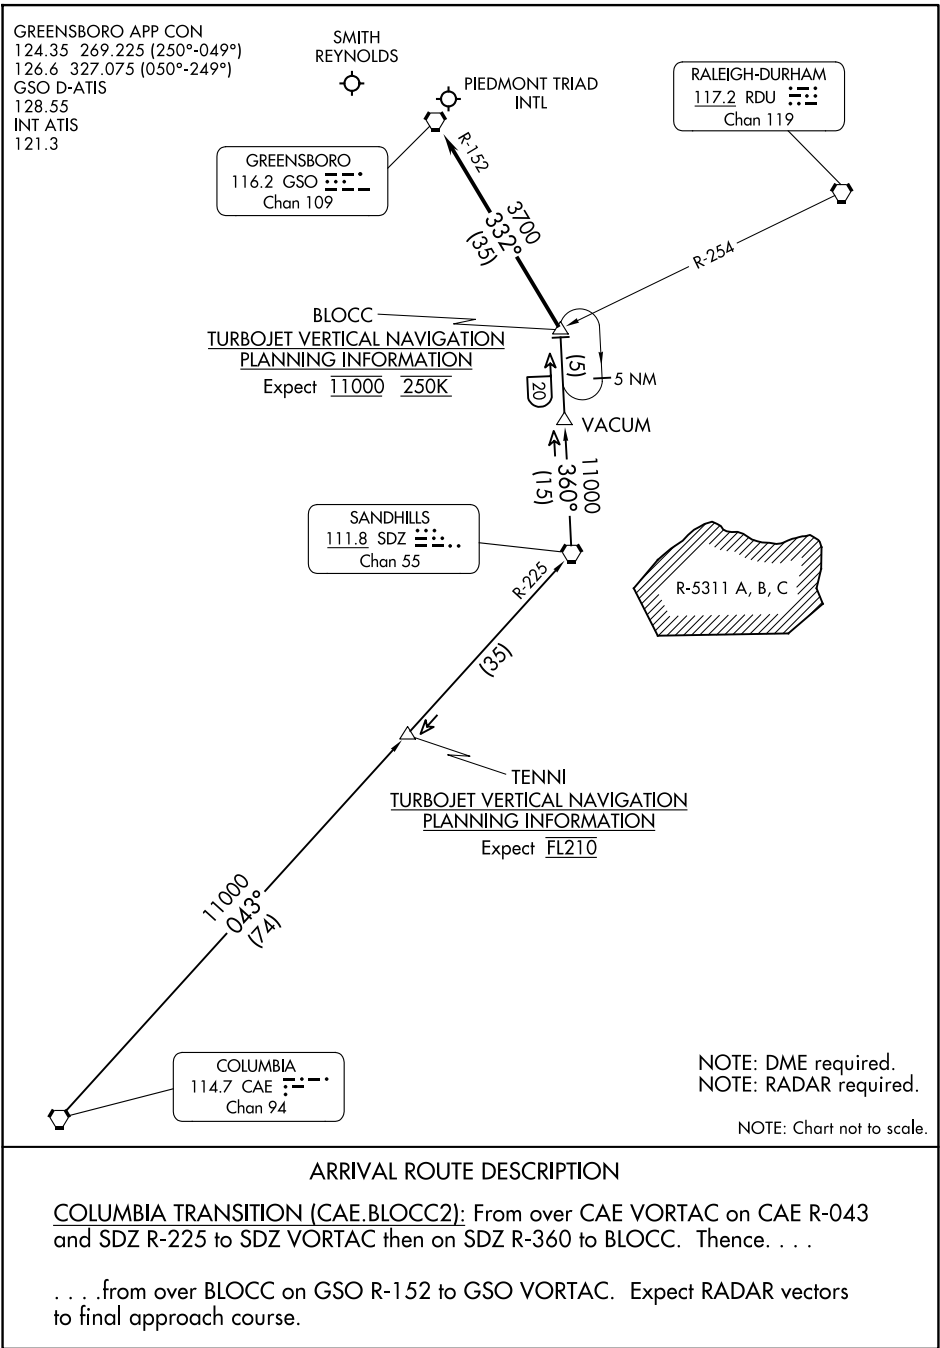 GREENSBORO APP CON
124.35 269.225 (250°-049°)
126.6 327.075 (050°-249°)
GSO D-ATIS
128.55
INT ATIS
121.3
SMITH
REYNOLDS
PIEDMONT TRIAD
INTL
RALEIGH-DURHAM
117.2 RDU
Chan 119
GREENSBORO
116.2 GSO
Chan 109
R-152
3700
332°
(35)
R-254
BLOCC
TURBOJET VERTICAL NAVIGATION
PLANNING INFORMATION
Expect 11000 250K
(5)
20
5 NM
VACUM
11000
360°
(15)
SANDHILLS
111.8 SDZ
Chan 55
R-225
R-5311 A, B, C
(35)
TENNI
TURBOJET VERTICAL NAVIGATION
PLANNING INFORMATION
Expect FL210
11000
043°
(74)
COLUMBIA
114.7 CAE
Chan 94
NOTE: DME required.
NOTE: RADAR required.
NOTE: Chart not to scale.
ARRIVAL ROUTE DESCRIPTION
COLUMBIA TRANSITION (CAE.BLOCC2): From over CAE VORTAC on CAE R-043
and SDZ R-225 to SDZ VORTAC then on SDZ R-360 to BLOCC. Thence. . . .
. . . .from over BLOCC on GSO R-152 to GSO VORTAC. Expect RADAR vectors
to final approach course.